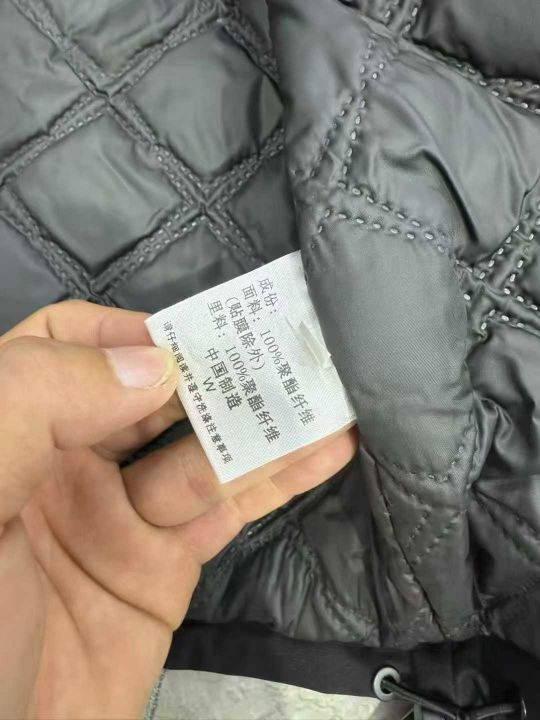 成份：
面料：100%聚酯纤维
（贴膜除外）
里料：100%聚酯纤维
中国制造
W
请仔细阅读并遵守洗涤注意事项